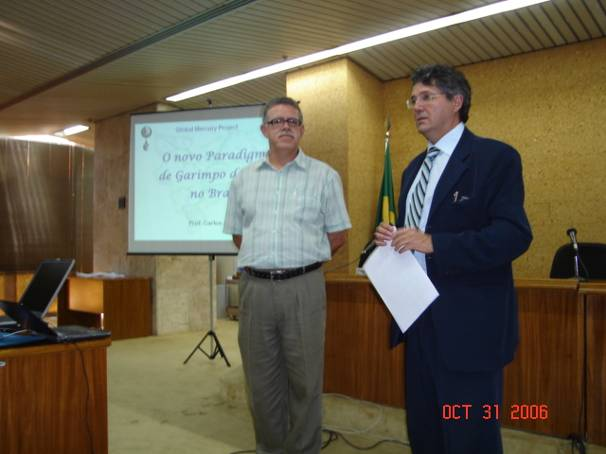 Global Mercury Project
O novo Paradigm
de Garimpo d
no Bra
Prof. Carlos
OCT 31 2006